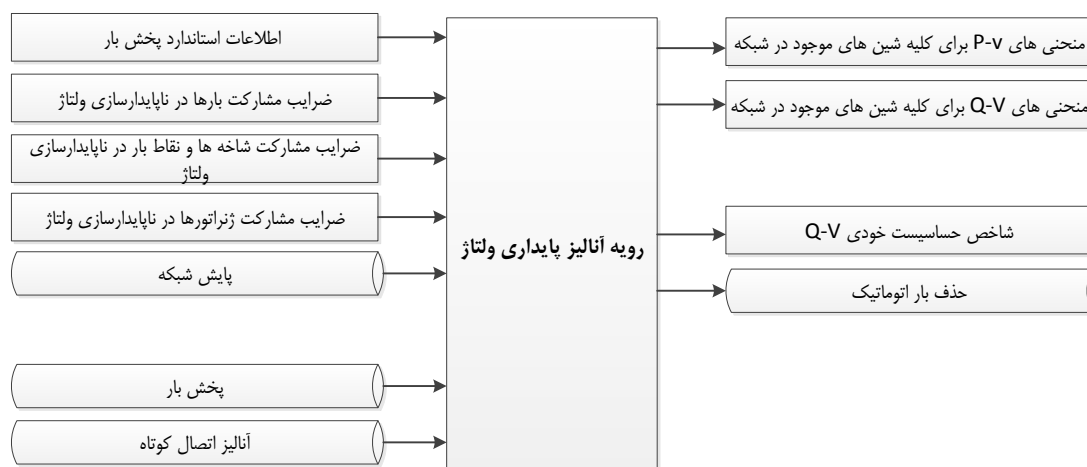 اطلاعات استاندارد پخش بار
ضرایب مشارکت بارها در ناپایدارسازی ولتاژ
ضرایب مشارکت شاخه ها و نقاط بار در ناپایدارسازی
ولتاژ
ضرایب مشارکت ژنراتورها در ناپایدارسازی ولتاژ
پایش شبکه
پخش بار
آنالیز اتصال کوتاه
رویه آنالیز پایداری ولتاژ
منحنی های P-v برای کلیه شین های موجود در شبکه
منحنی های Q-V برای کلیه شین های موجود در شبکه
شاخص حساسیست خودی Q-V
حذف بار اتوماتیک